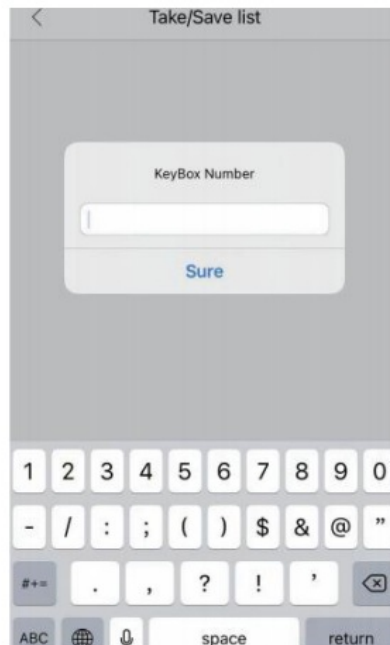 Take/Save list
KeyBox Number
Sure
1 2 3 4 5 6 7 8 9 0
- / : ; ( ) $ & @ ”
#+= . , ? ! ’
ABC space return